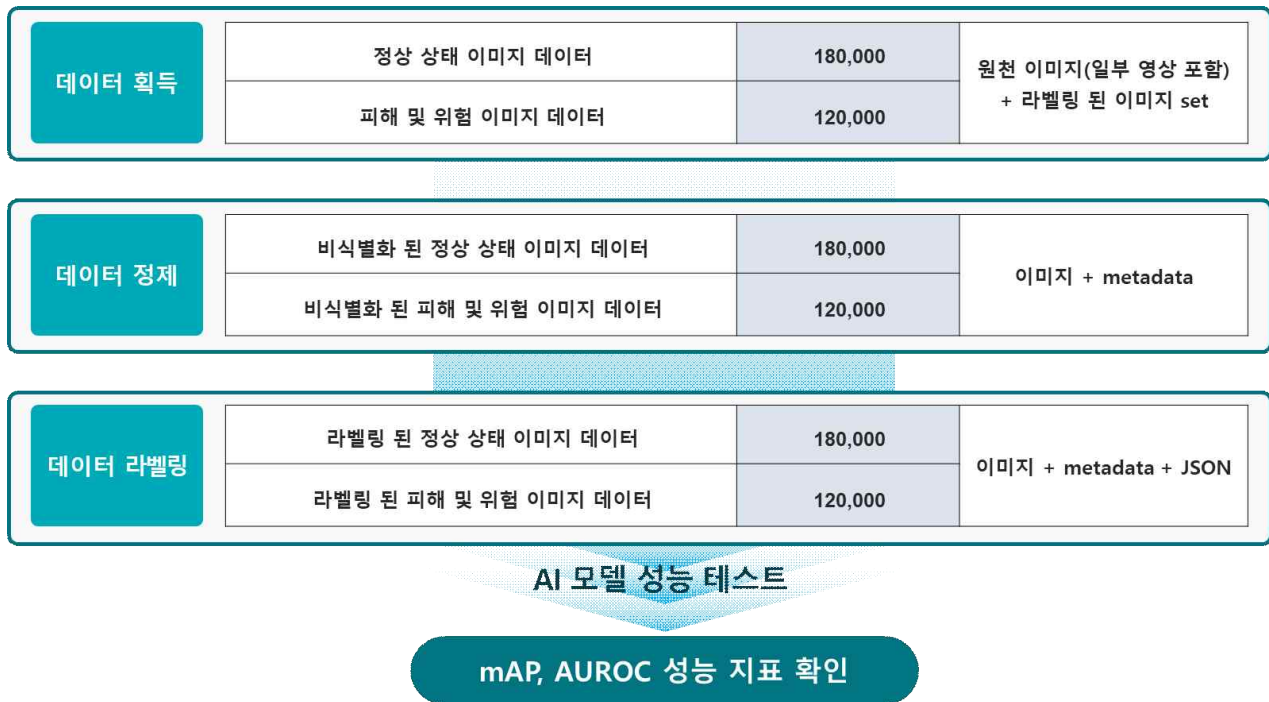 데이터 획득
정상 상태 이미지 데이터
180,000
피해 및 위험 이미지 데이터
120,000
원천 이미지(일부 영상 포함)
+ 라벨링 된 이미지 set
데이터 정제
비식별화 된 정상 상태 이미지 데이터
180,000
비식별화 된 피해 및 위험 이미지 데이터
120,000
이미지 + metadata
데이터 라벨링
라벨링 된 정상 상태 이미지 데이터
180,000
라벨링 된 피해 및 위험 이미지 데이터
120,000
이미지 + metadata + JSON
AI 모델 성능 테스트
mAP, AUROC 성능 지표 확인